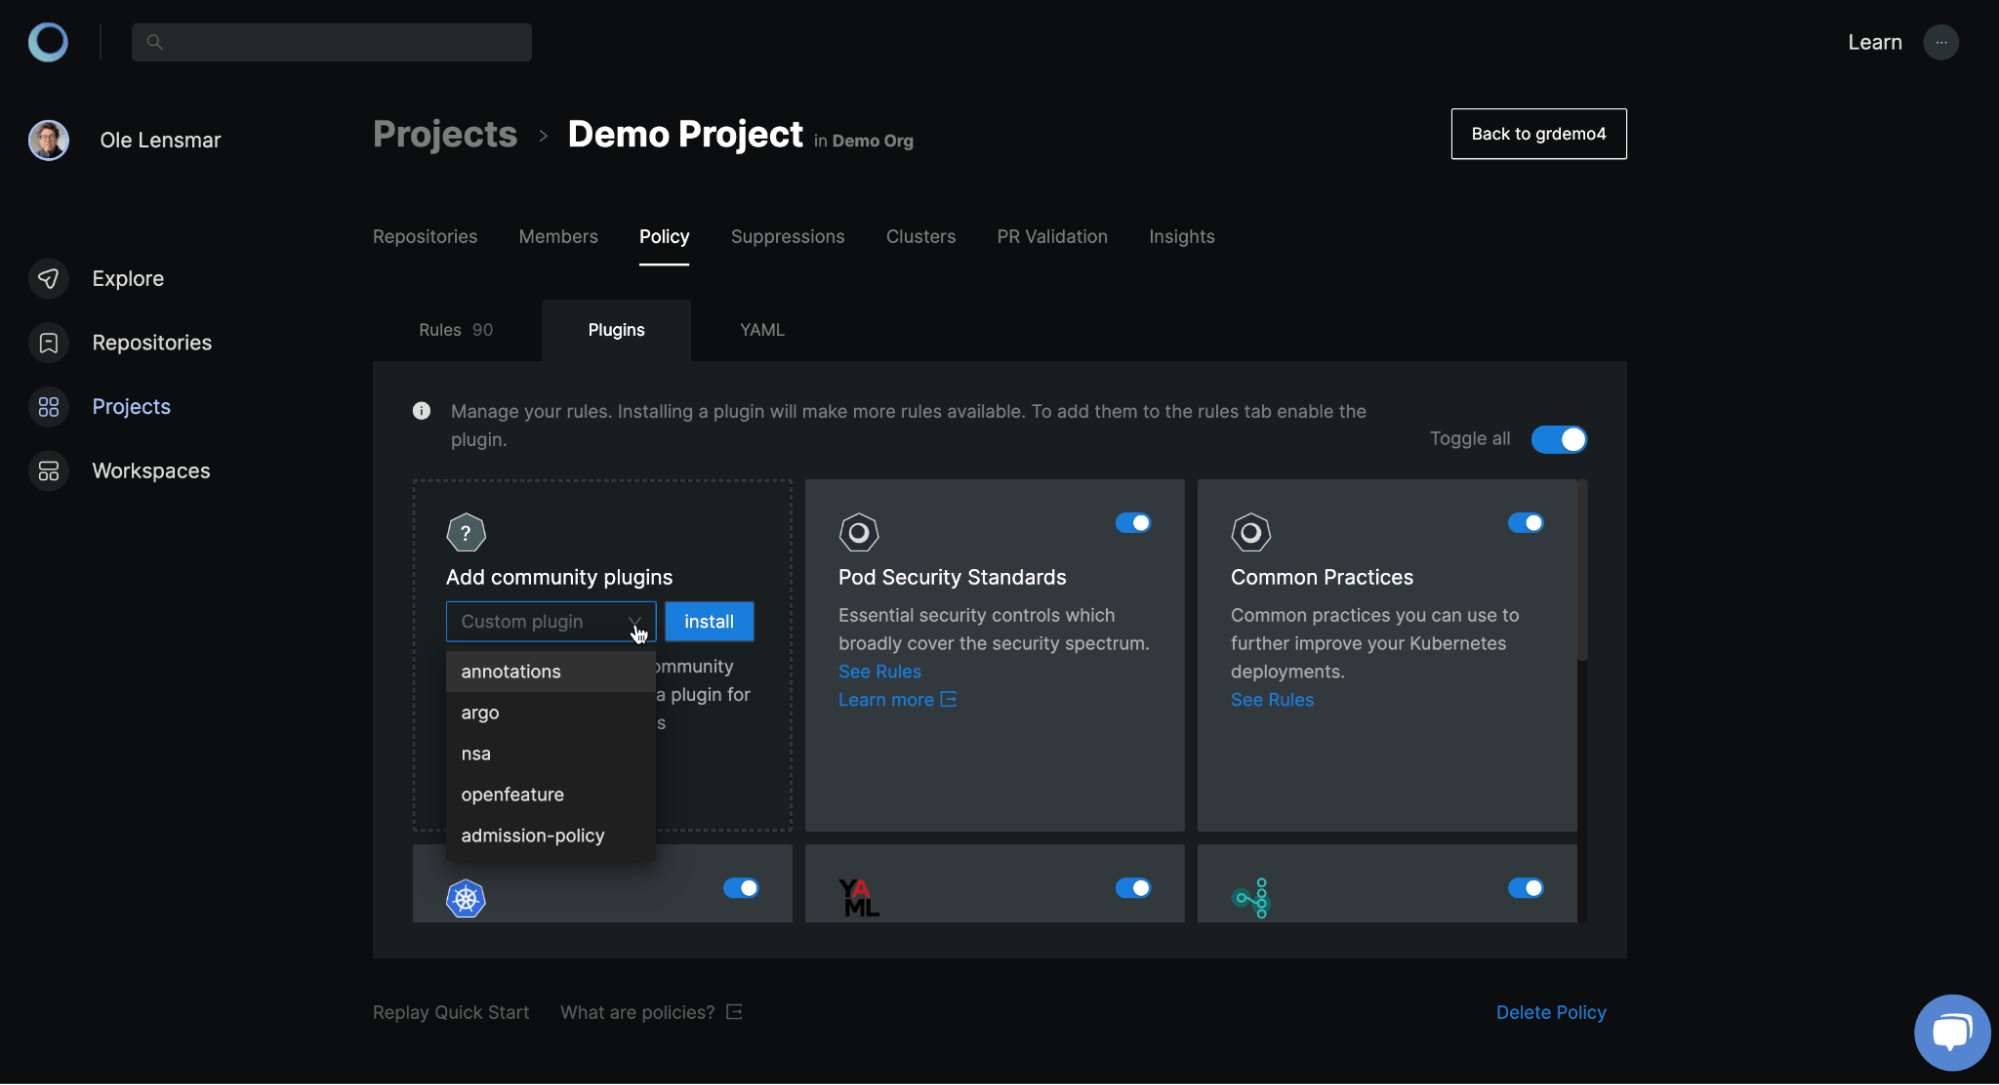 Learn
...
Ole Lensmar
Projects > Demo Project in Demo Org
Back to grdemo4
Repositories
Members
Policy
Suppressions
Clusters
PR Validation
Insights
Explore
Repositories
Projects
Workspaces
Rules 90
Plugins
YAML
Manage your rules. Installing a plugin will make more rules available. To add them to the rules tab enable the
plugin.
Toggle all
?
Add community plugins
Custom plugin
install
annotations
argo
nsa
openfeature
admission-policy
ommunity
a plugin for
s
Pod Security Standards
Essential security controls which
broadly cover the security spectrum.
See Rules
Learn more
Common Practices
Common practices you can use to
further improve your Kubernetes
deployments.
See Rules
YAML
Replay Quick Start
What are policies?
Delete Policy